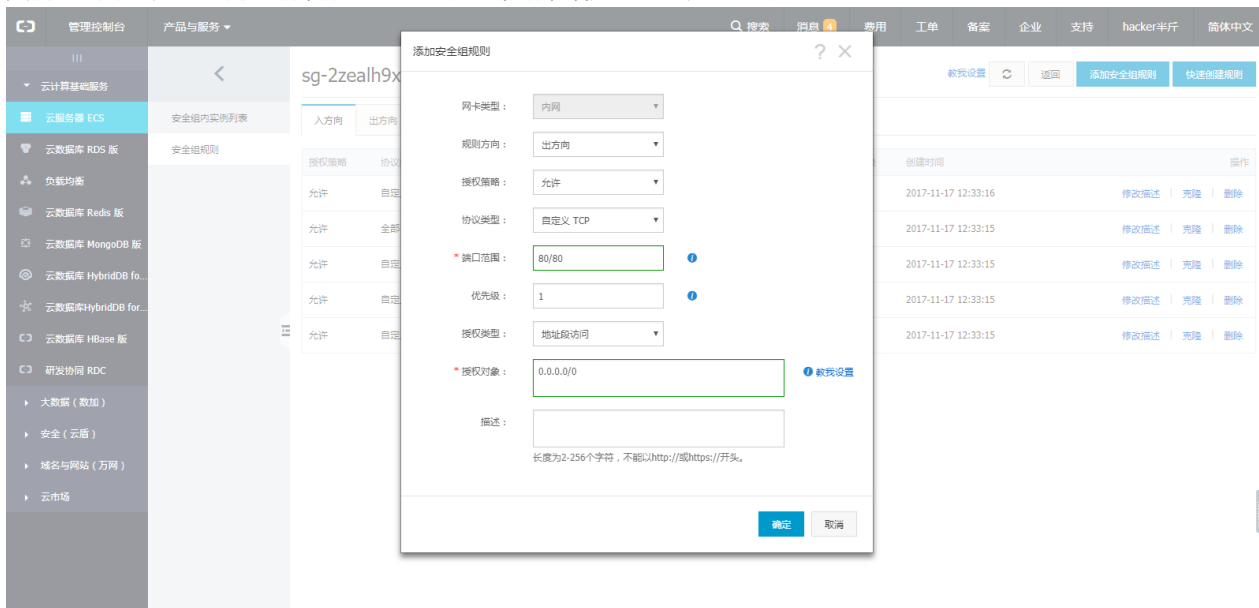 管理控制台 产品与服务 搜索 消息 4 费用 工单 备案 企业 支持 hacker半斤 简体中文
云计算基础服务
云服务器 ECS
云数据库 RDS 版
负载均衡
云数据库 Redis 版
云数据库 MongoDB 版
云数据库 HybridDB fo...
云数据库HybridDB for...
云数据库 HBase 版
研发协同 RDC
大数据（数加）
安全（云盾）
域名与网站（万网）
云市场
安全组内实例列表
安全组规则
sg-2zealh9x
教我设置 返回 添加安全组规则 快速创建规则
入方向 出方向
授权策略 协议 创建时间 操作
允许 自定 2017-11-17 12:33:16 修改描述 克隆 删除
允许 全部 2017-11-17 12:33:15 修改描述 克隆 删除
允许 自定 2017-11-17 12:33:15 修改描述 克隆 删除
允许 自定 2017-11-17 12:33:15 修改描述 克隆 删除
允许 自定 2017-11-17 12:33:15 修改描述 克隆 删除
添加安全组规则 ?
网卡类型： 内网
规则方向： 出方向
授权策略： 允许
协议类型： 自定义 TCP
* 端口范围： 80/80
优先级： 1
授权类型： 地址段访问
* 授权对象： 0.0.0.0/0 教我设置
描述：
长度为2-256个字符，不能以http://或https://开头。
确定 取消